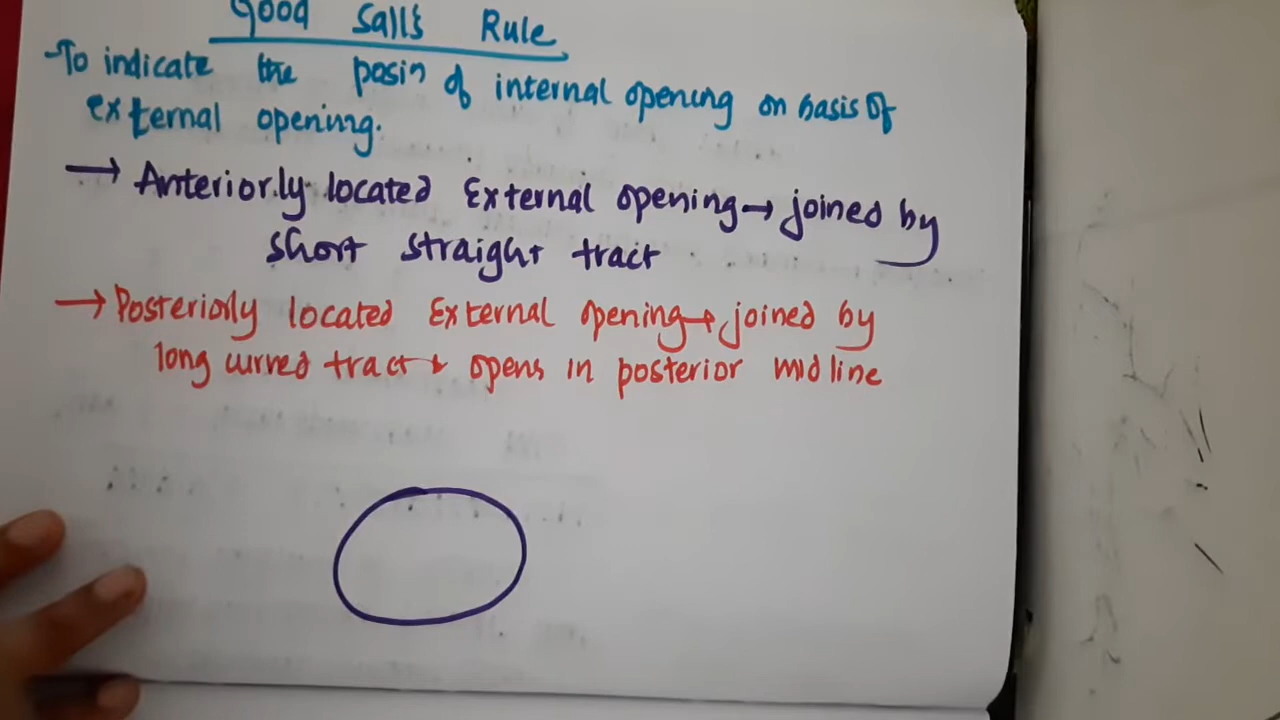 Good Salls Rule
-To indicate the posin of internal opening on basis of
external opening.
→ Anteriorly located External opening → joined by
short straight tract
→ Posteriorly located External opening → joined by
long curved tract + opens in posterior midline